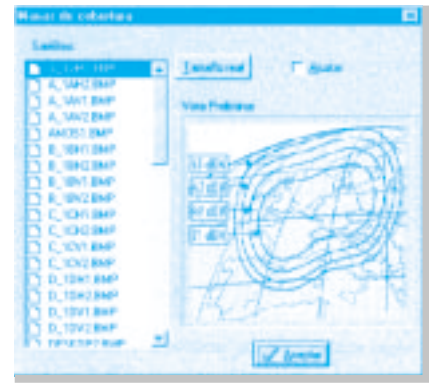 Mapas de cobertura
Satélites
A_1AH2.BMP
A_1AV1.BMP
A_1AV2.BMP
AMOS1.BMP
B_1BH1.BMP
B_1BH2.BMP
B_1BV1.BMP
B_1BV2.BMP
C_1CH1.BMP
C_1CH2.BMP
C_1CV1.BMP
C_1CV2.BMP
D_1DH1.BMP
D_1DH2.BMP
D_1DV1.BMP
D_1DV2.BMP
Tamaño real
Ajustar
Vista Preliminar
Aceptar